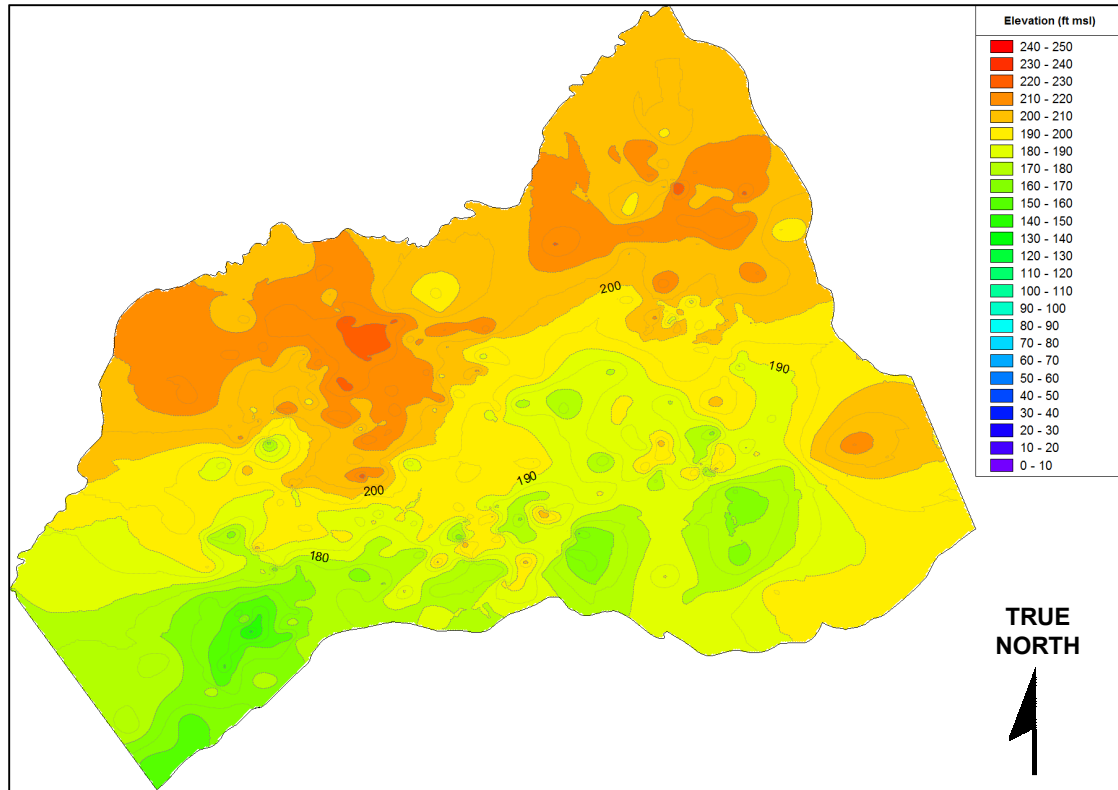 Elevation (ft msl)
240 - 250
230 - 240
220 - 230
210 - 220
200 - 210
190 - 200
180 - 190
170 - 180
160 - 170
150 - 160
140 - 150
130 - 140
120 - 130
110 - 120
100 - 110
90 - 100
80 - 90
70 - 80
60 - 70
50 - 60
40 - 50
30 - 40
20 - 30
10 - 20
0 - 10
200
190
190
200
180
TRUE
NORTH